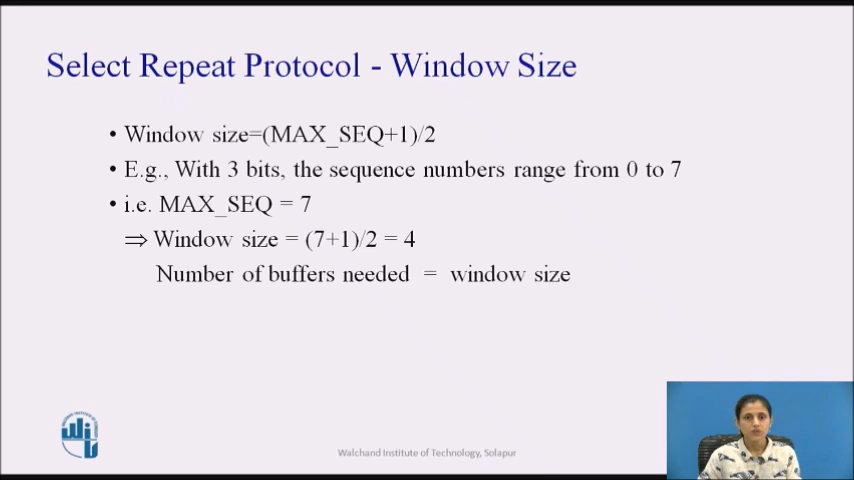 Select Repeat Protocol - Window Size
• Window size=(MAX_SEQ+1)/2
• E.g., With 3 bits, the sequence numbers range from 0 to 7
• i.e. MAX_SEQ = 7
⇒ Window size = (7+1)/2 = 4
Number of buffers needed = window size
Walchand Institute of Technology, Solapur